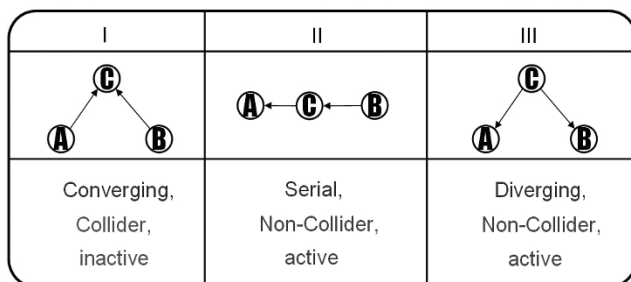 I
II
III
C
A
B
A C B
C
A
B
Converging,
Collider,
inactive
Serial,
Non-Collider,
active
Diverging,
Non-Collider,
active